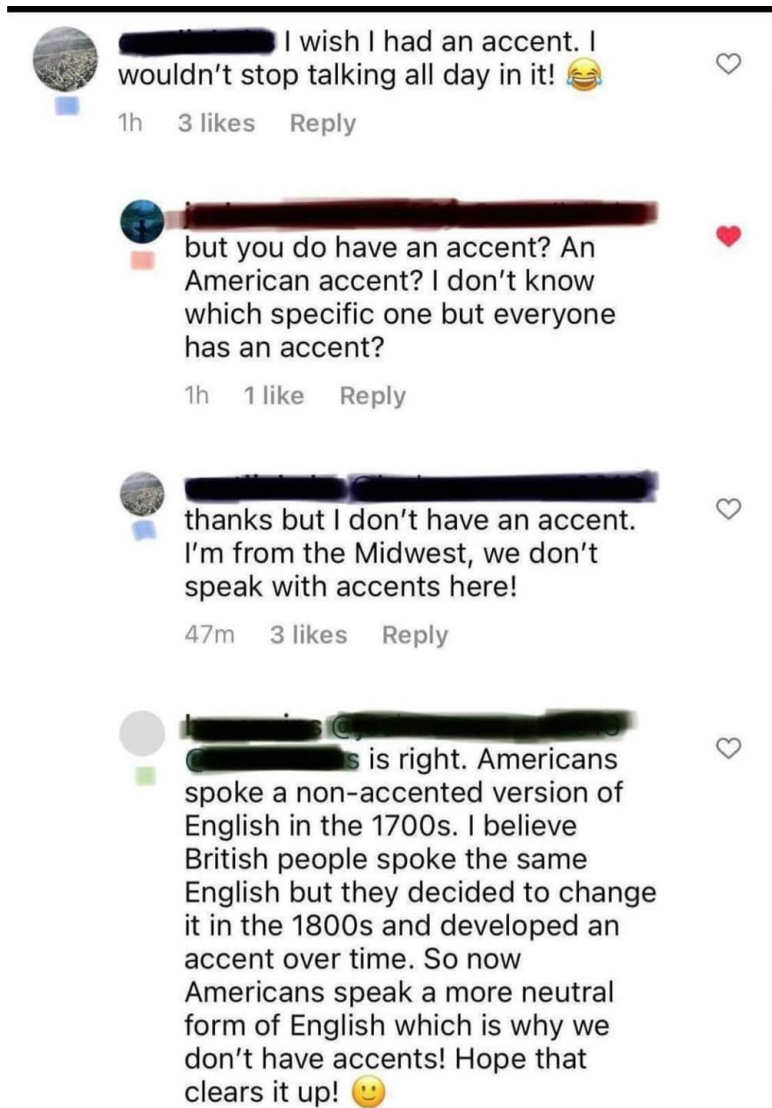 I wish I had an accent. I
wouldn't stop talking all day in it! 😂
1h 3 likes Reply
but you do have an accent? An
American accent? I don't know
which specific one but everyone
has an accent?
1h 1 like Reply
thanks but I don't have an accent.
I'm from the Midwest, we don't
speak with accents here!
47m 3 likes Reply
is right. Americans
spoke a non-accented version of
English in the 1700s. I believe
British people spoke the same
English but they decided to change
it in the 1800s and developed an
accent over time. So now
Americans speak a more neutral
form of English which is why we
don't have accents! Hope that
clears it up! 🙂